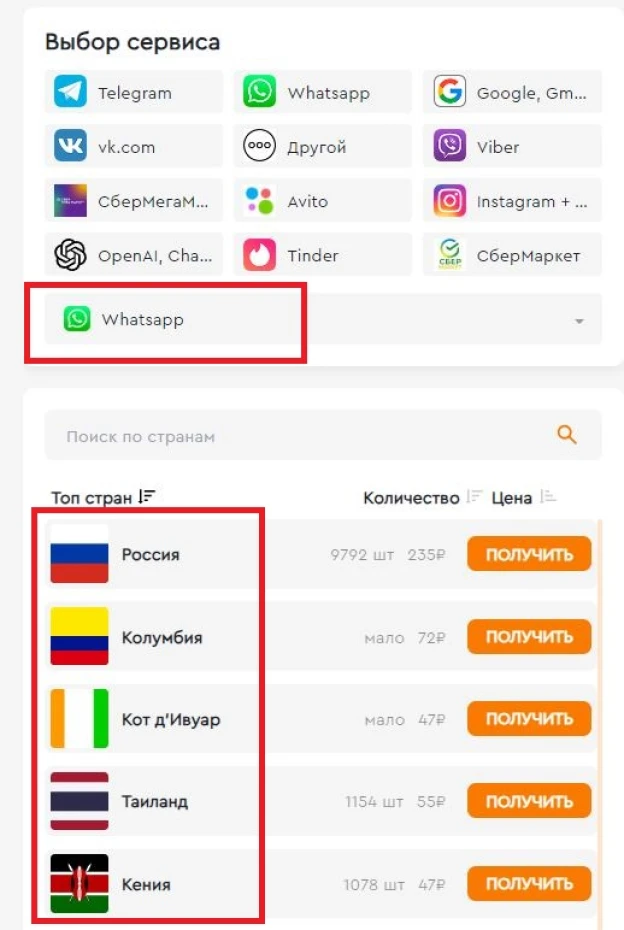 Выбор сервиса
Telegram Whatsapp Google, Gm...
vk.com Другой Viber
СберМегаМ... Avito Instagram + ...
OpenAI, Cha... Tinder СберМаркет
Whatsapp
Поиск по странам
Топ стран Количество Цена
Россия 9792 шт 235₽ ПОЛУЧИТЬ
Колумбия мало 72₽ ПОЛУЧИТЬ
Кот д'Ивуар мало 47₽ ПОЛУЧИТЬ
Таиланд 1154 шт 55₽ ПОЛУЧИТЬ
Кения 1078 шт 47₽ ПОЛУЧИТЬ